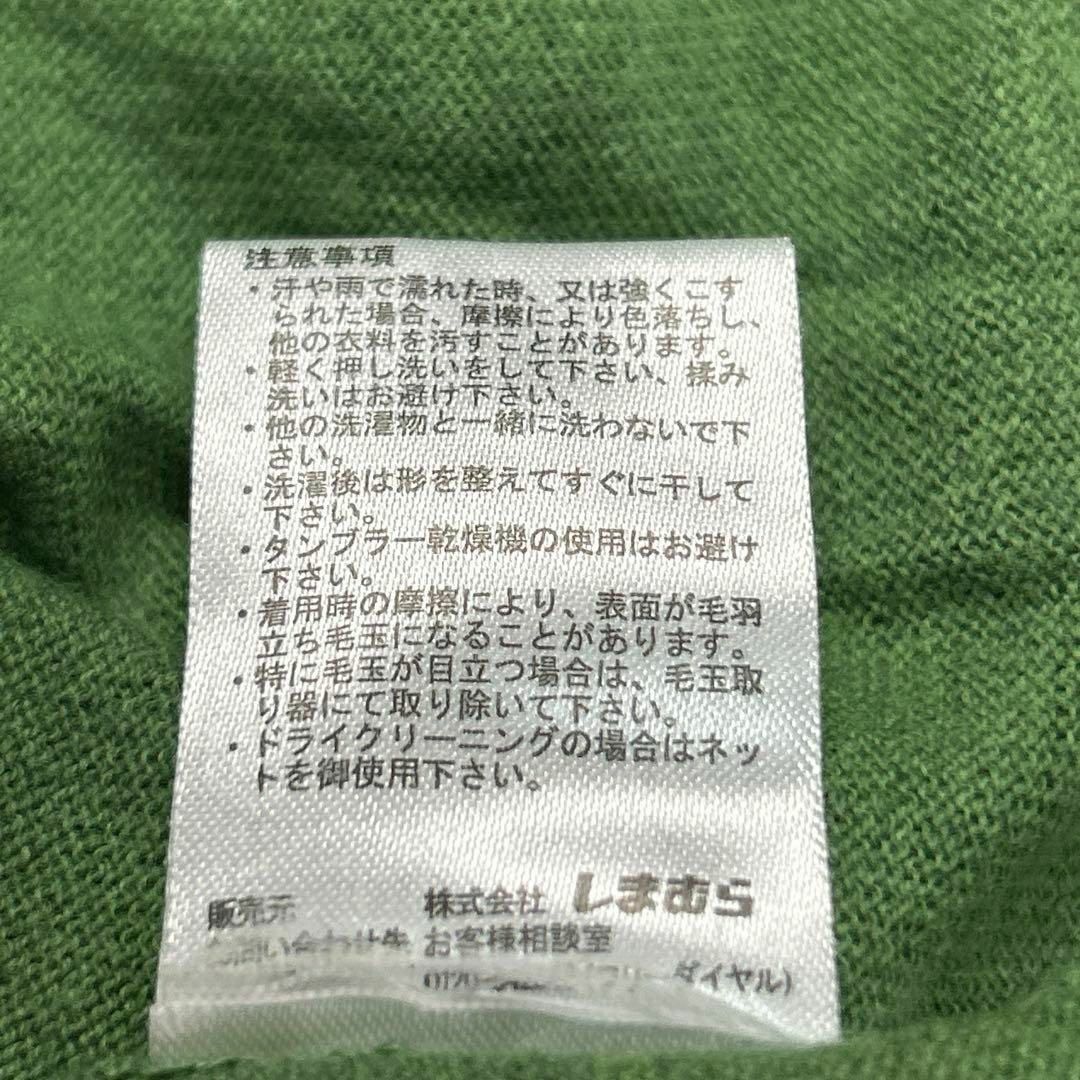 注意事項
・汗や雨で濡れた時、又は強くこす
られた場合、摩擦により色落ちし、
他の衣料を汚すことがあります。
・軽く押し洗いをして下さい、揉み
洗いはお避け下さい。
・他の洗濯物と一緒に洗わないで下
さい。
・洗濯後は形を整えてすぐに干して
下さい。
・タンブラー乾燥機の使用はお避け
下さい。
・着用時の摩擦により、表面が毛羽
立ち毛玉になることがあります。
・特に毛玉が目立つ場合は、毛玉取
り器にて取り除いて下さい。
・ドライクリーニングの場合はネッ
トを御使用下さい。
販売元 株式会社 しまむら
お問い合わせ先 お客様相談室
0120- フリーダイヤル)